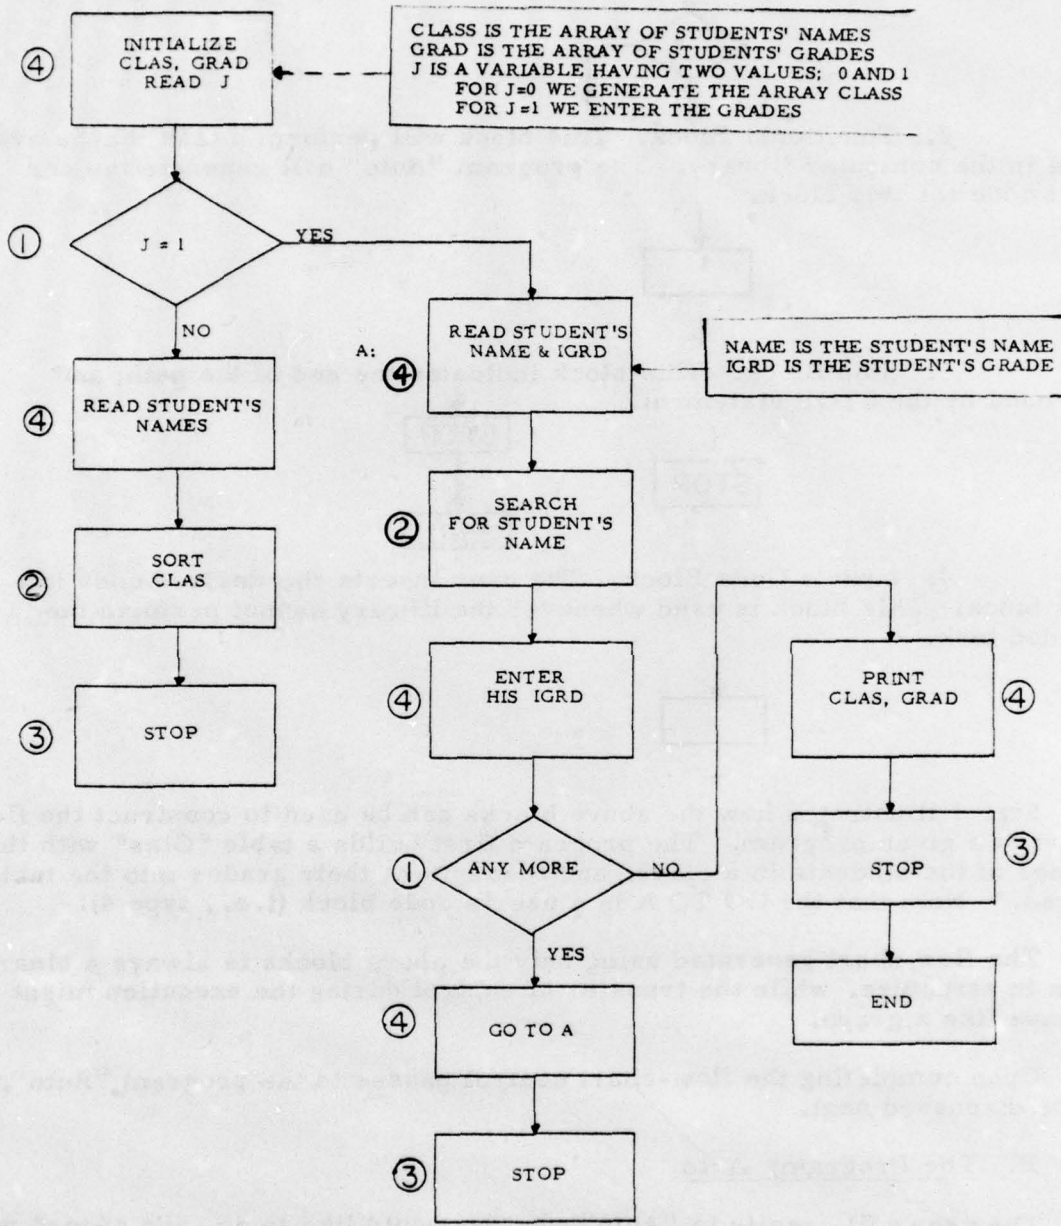 INITIALIZE
CLAS, GRAD
READ J
4
CLASS IS THE ARRAY OF STUDENTS' NAMES
GRAD IS THE ARRAY OF STUDENTS' GRADES
J IS A VARIABLE HAVING TWO VALUES; 0 AND 1
FOR J=0 WE GENERATE THE ARRAY CLASS
FOR J=1 WE ENTER THE GRADES
1
J = 1
YES
NO
4
READ STUDENT'S
NAMES
2
SORT
CLAS
3
STOP
A:
4
READ STUDENT'S
NAME & IGRD
NAME IS THE STUDENT'S NAME
IGRD IS THE STUDENT'S GRADE
2
SEARCH
FOR STUDENT'S
NAME
4
ENTER
HIS IGRD
1
ANY MORE
NO
YES
4
GO TO A
3
STOP
PRINT
CLAS, GRAD
4
STOP
3
END